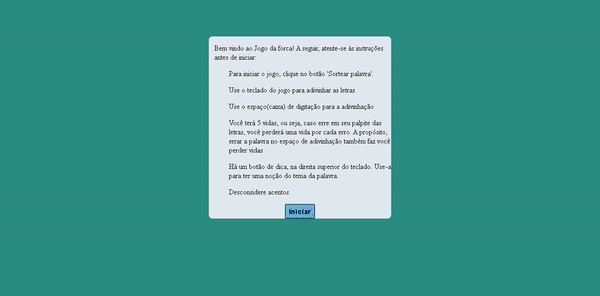 Bem vindo ao Jogo da forca! A seguir, atente-se às instruções
antes de iniciar:
Para iniciar o jogo, clique no botão 'Sortear palavra'.
Use o teclado do jogo para adivinhar as letras
Use o espaço(caixa) de digitação para a adivinhação
Você terá 5 vidas, ou seja, caso erre em seu palpite das
letras, você perderá uma vida por cada erro. A propósito,
errar a palavra no espaço de adivinhação também faz você
perder vidas
Há um botão de dica, na direita superior do teclado. Use-a
para ter uma noção do tema da palavra.
Desconsidere acentos.
Iniciar